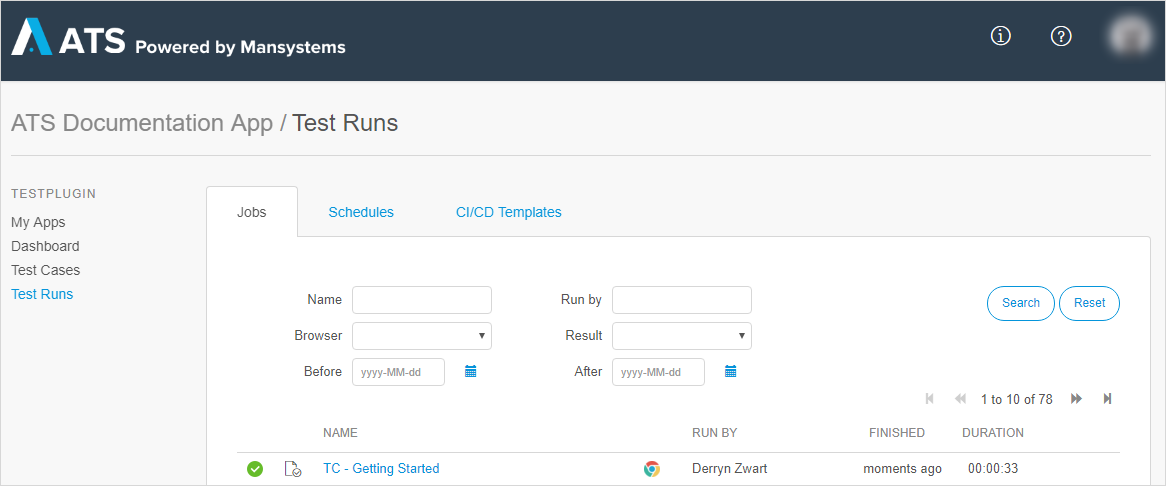 ATS Powered by Mansystems
ATS Documentation App / Test Runs
TESTPLUGIN
My Apps
Dashboard
Test Cases
Test Runs
Jobs Schedules CI/CD Templates
Name Run by Search Reset
Browser Result
Before yyyy-MM-dd After yyyy-MM-dd
1 to 10 of 78
NAME RUN BY FINISHED DURATION
TC - Getting Started Derryn Zwart moments ago 00:00:33